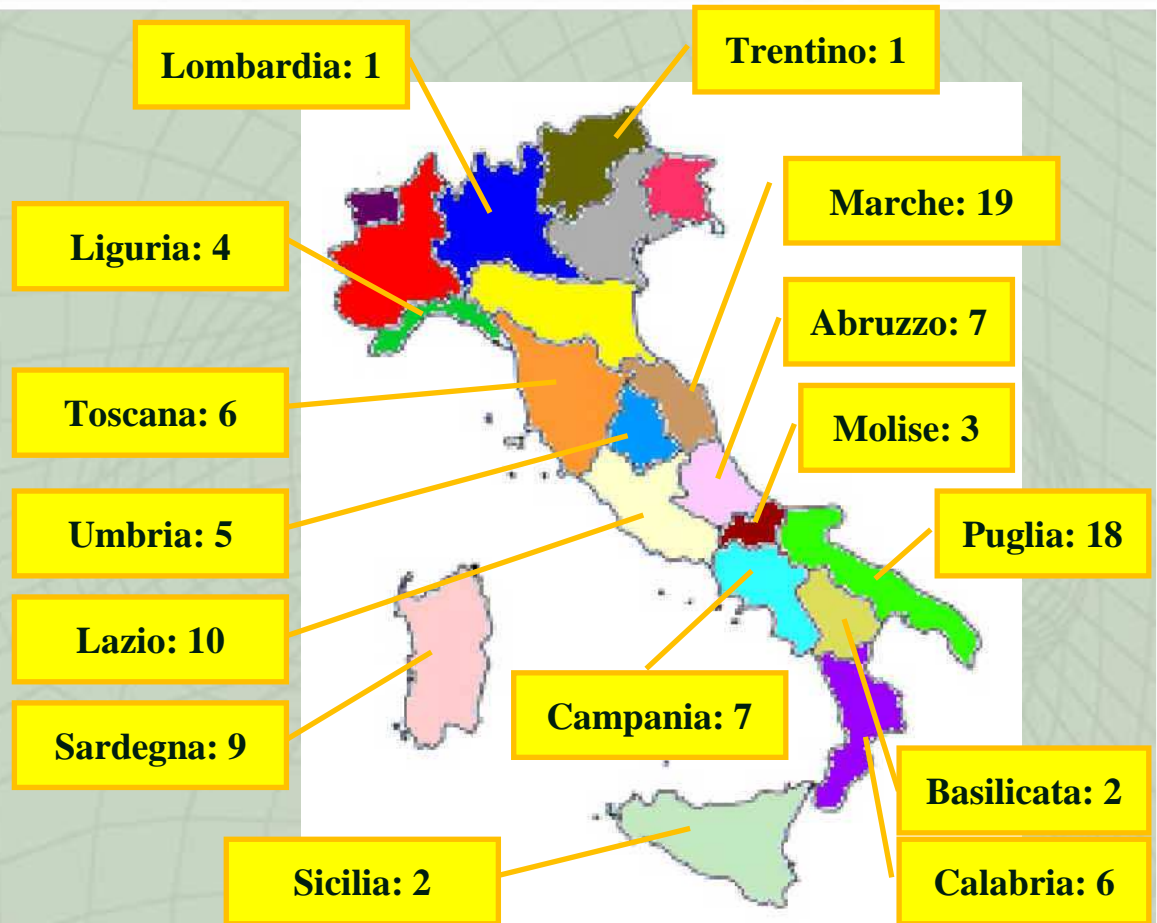 Lombardia: 1
Trentino: 1
Marche: 19
Liguria: 4
Abruzzo: 7
Toscana: 6
Molise: 3
Umbria: 5
Puglia: 18
Lazio: 10
Sardegna: 9
Campania: 7
Basilicata: 2
Sicilia: 2
Calabria: 6